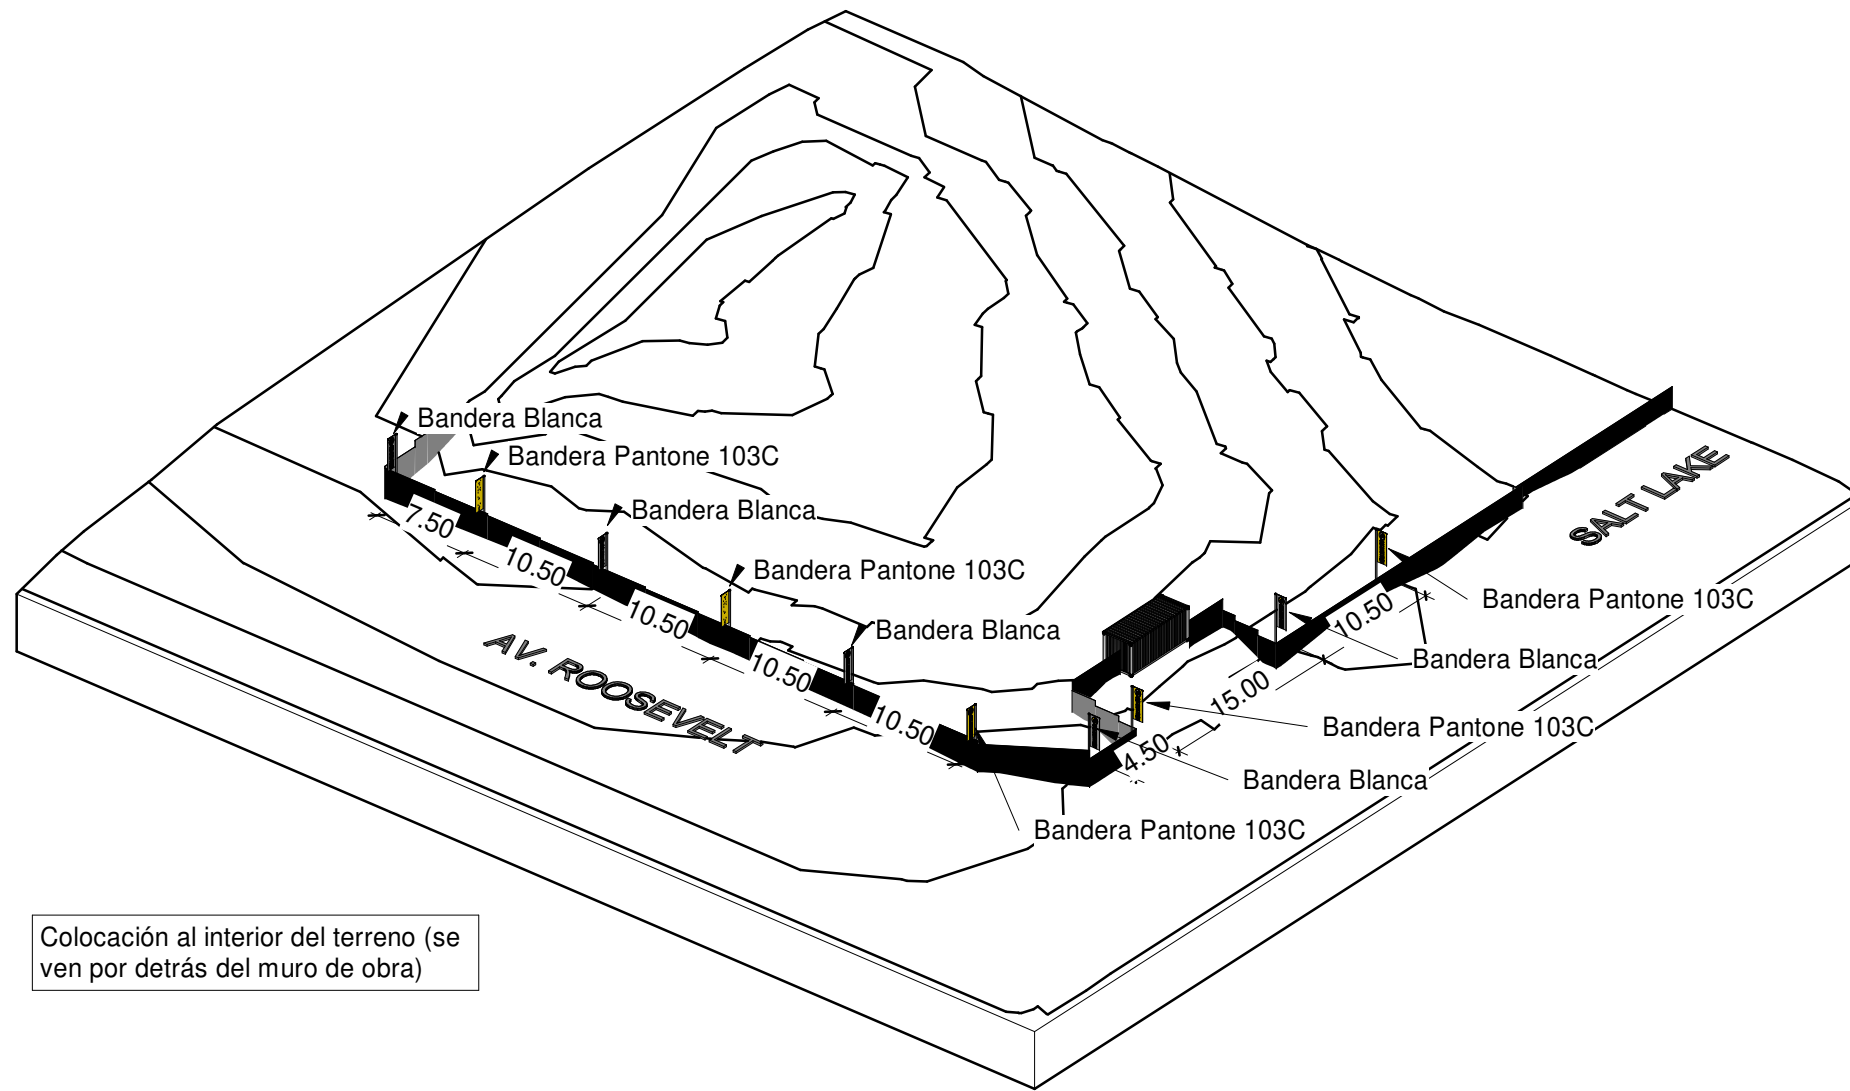 Bandera Blanca
Bandera Pantone 103C
Bandera Blanca
Bandera Pantone 103C
Bandera Blanca
7.50
10.50
10.50
10.50
10.50
AV. ROOSEVELT
SALT LAKE
10.50
15.00
4.50
Bandera Pantone 103C
Bandera Blanca
Bandera Pantone 103C
Bandera Blanca
Bandera Pantone 103C
Colocación al interior del terreno (se
ven por detrás del muro de obra)